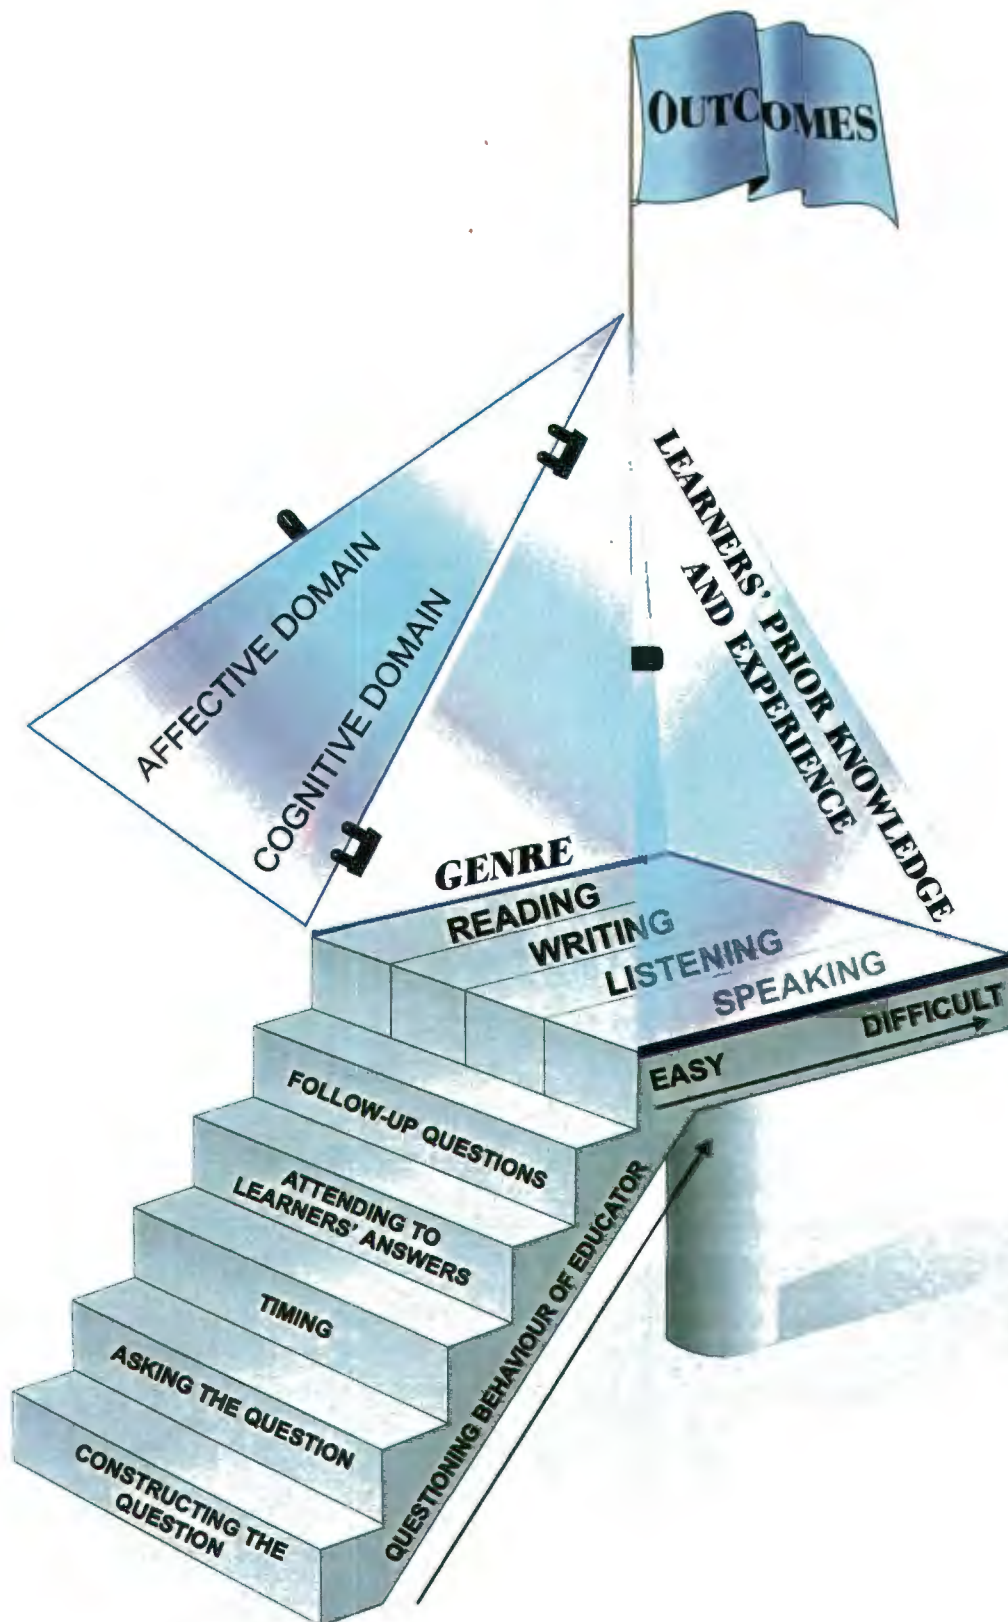 OUTCOMES
LEARNERS' PRIOR KNOWLEDGE
AND EXPERIENCE
AFFECTIVE DOMAIN
COGNITIVE DOMAIN
GENRE
READING
WRITING
LISTENING
SPEAKING
EASY
DIFFICULT
FOLLOW-UP QUESTIONS
ATTENDING TO
LEARNERS' ANSWERS
TIMING
ASKING THE QUESTION
CONSTRUCTING THE
QUESTION
QUESTIONING BEHAVIOUR OF EDUCATOR